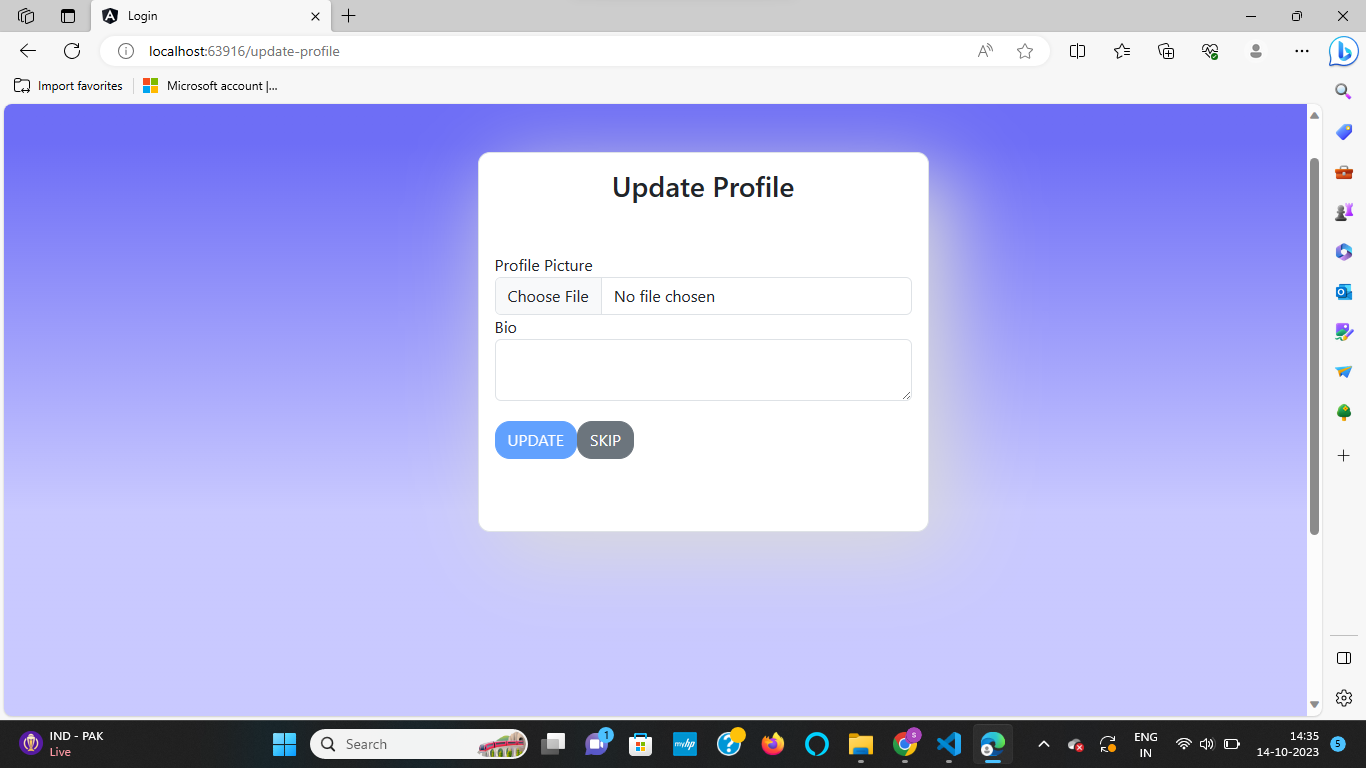 Login
localhost:63916/update-profile
Import favorites
Microsoft account |...
Update Profile
Profile Picture
Choose File
No file chosen
Bio
UPDATE
SKIP
IND - PAK
Live
Search
1
myhp
?
S
ENG
IN
14:35
14-10-2023
5